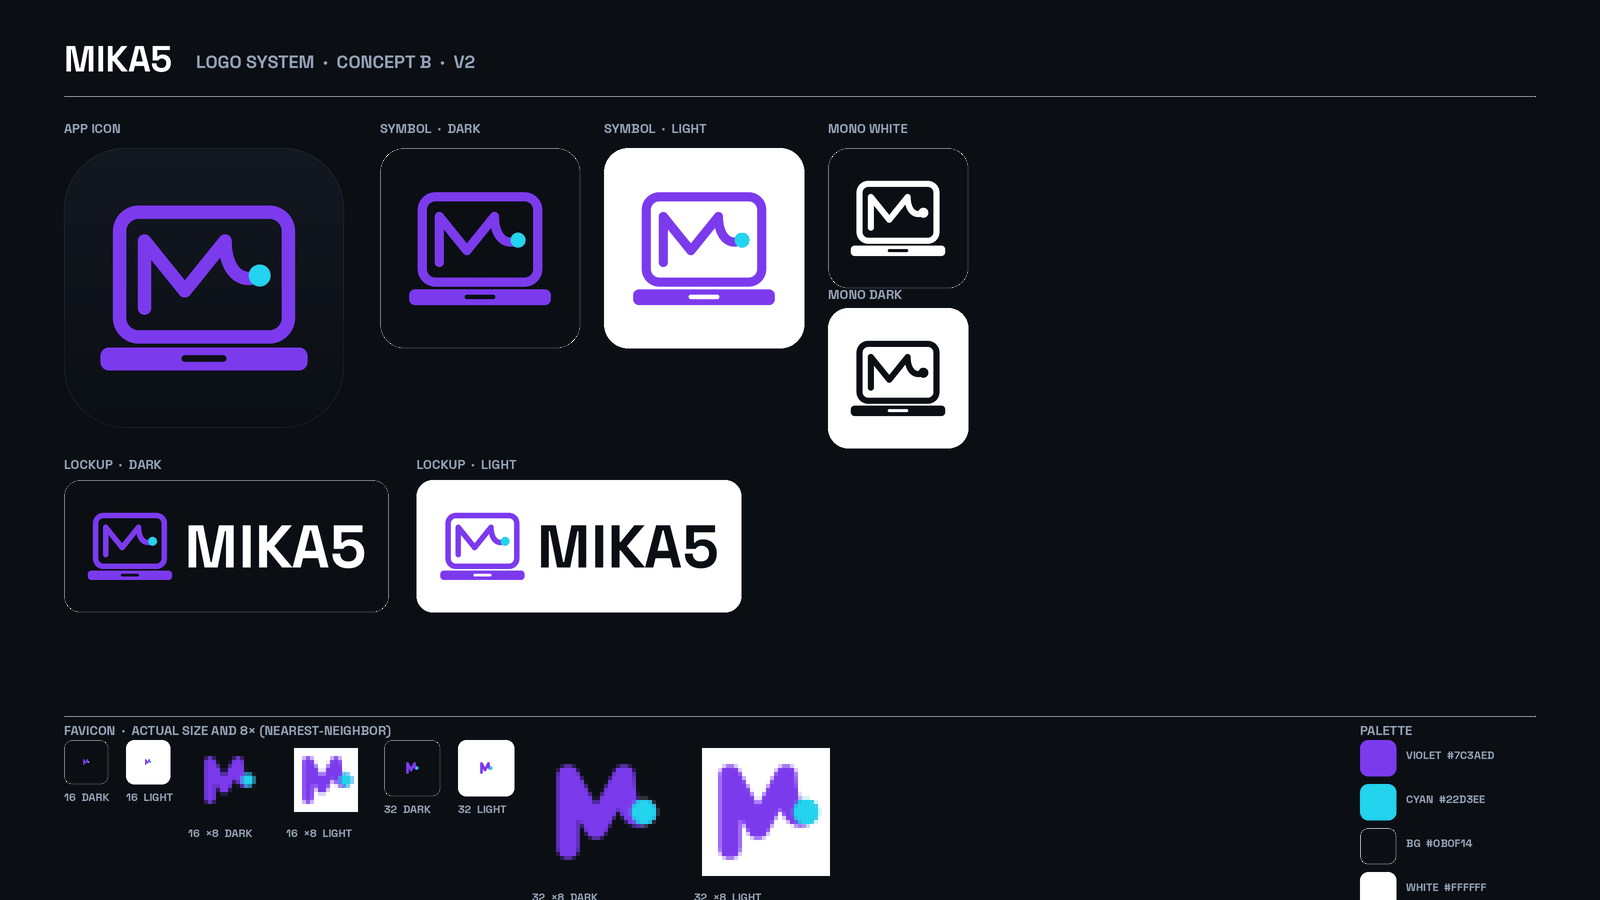 MIKA5 LOGO SYSTEM · CONCEPT B · V2
APP ICON
SYMBOL · DARK
SYMBOL · LIGHT
MONO WHITE
MONO DARK
LOCKUP · DARK
LOCKUP · LIGHT
MIKA5
MIKA5
FAVICON · ACTUAL SIZE AND 8× (NEAREST-NEIGHBOR)
16 DARK
16 LIGHT
16 ×8 DARK
16 ×8 LIGHT
32 DARK
32 LIGHT
32 ×8 DARK
32 ×8 LIGHT
PALETTE
VIOLET #7C3AED
CYAN #22D3EE
BG #0B0F14
WHITE #FFFFFF